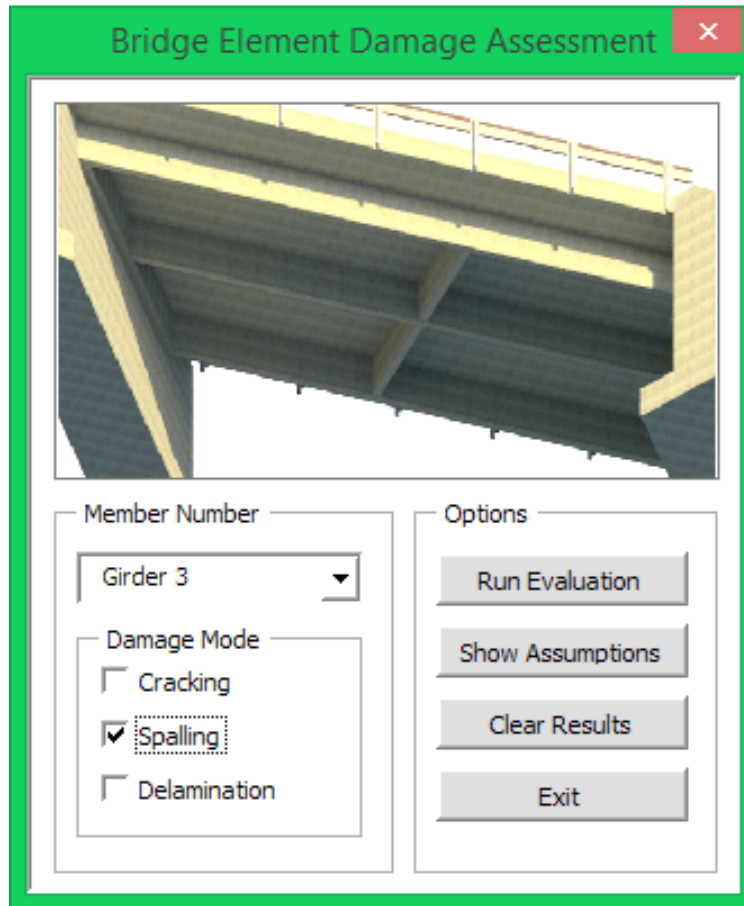 Bridge Element Damage Assessment
Member Number
Girder 3
Damage Mode
Cracking
Spalling
Delamination
Options
Run Evaluation
Show Assumptions
Clear Results
Exit